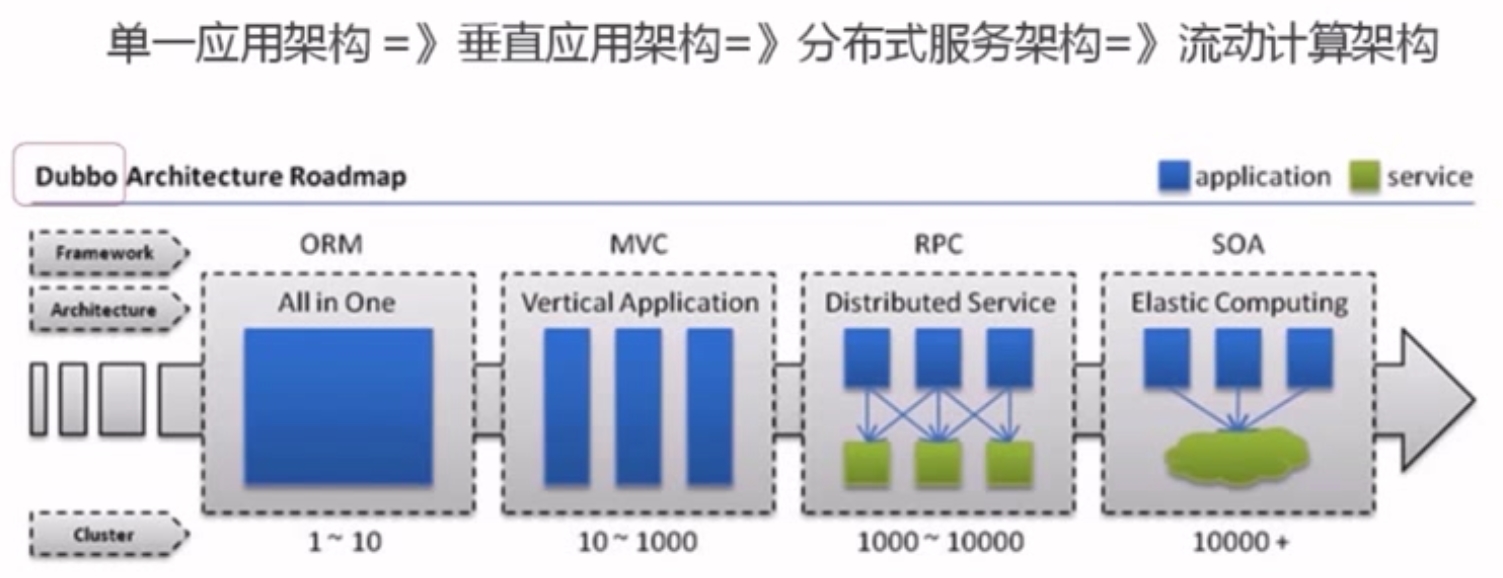 单一应用架构 =》垂直应用架构=》分布式服务架构=》流动计算架构
Dubbo Architecture Roadmap
application
service
Framework
ORM
MVC
RPC
SOA
Architecture
All in One
Vertical Application
Distributed Service
Elastic Computing
Cluster
1 ~ 10
10 ~ 1000
1000 ~ 10000
10000 +